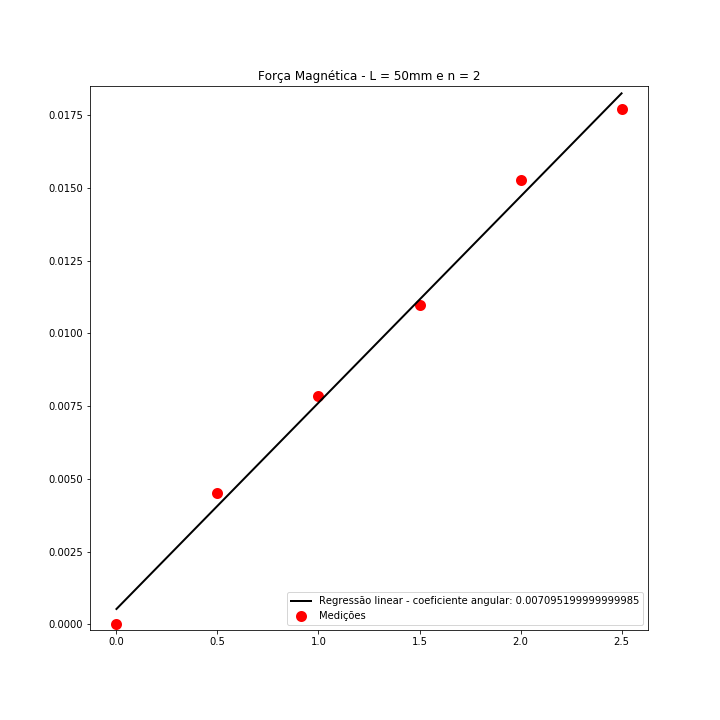 Força Magnética - L = 50mm e n = 2
0.0175
0.0150
0.0125
0.0100
0.0075
0.0050
0.0025
0.0000
Regressão linear - coeficiente angular: 0.007095199999999985
Medições
0.0 0.5 1.0 1.5 2.0 2.5